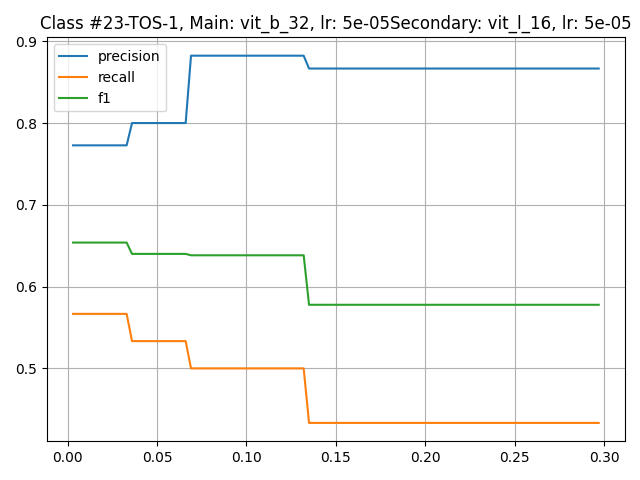 Class #23-TOS-1, Main: vit_b_32, lr: 5e-05Secondary: vit_l_16, lr: 5e-05
precision
recall
f1
0.9
0.8
0.7
0.6
0.5
0.00 0.05 0.10 0.15 0.20 0.25 0.30